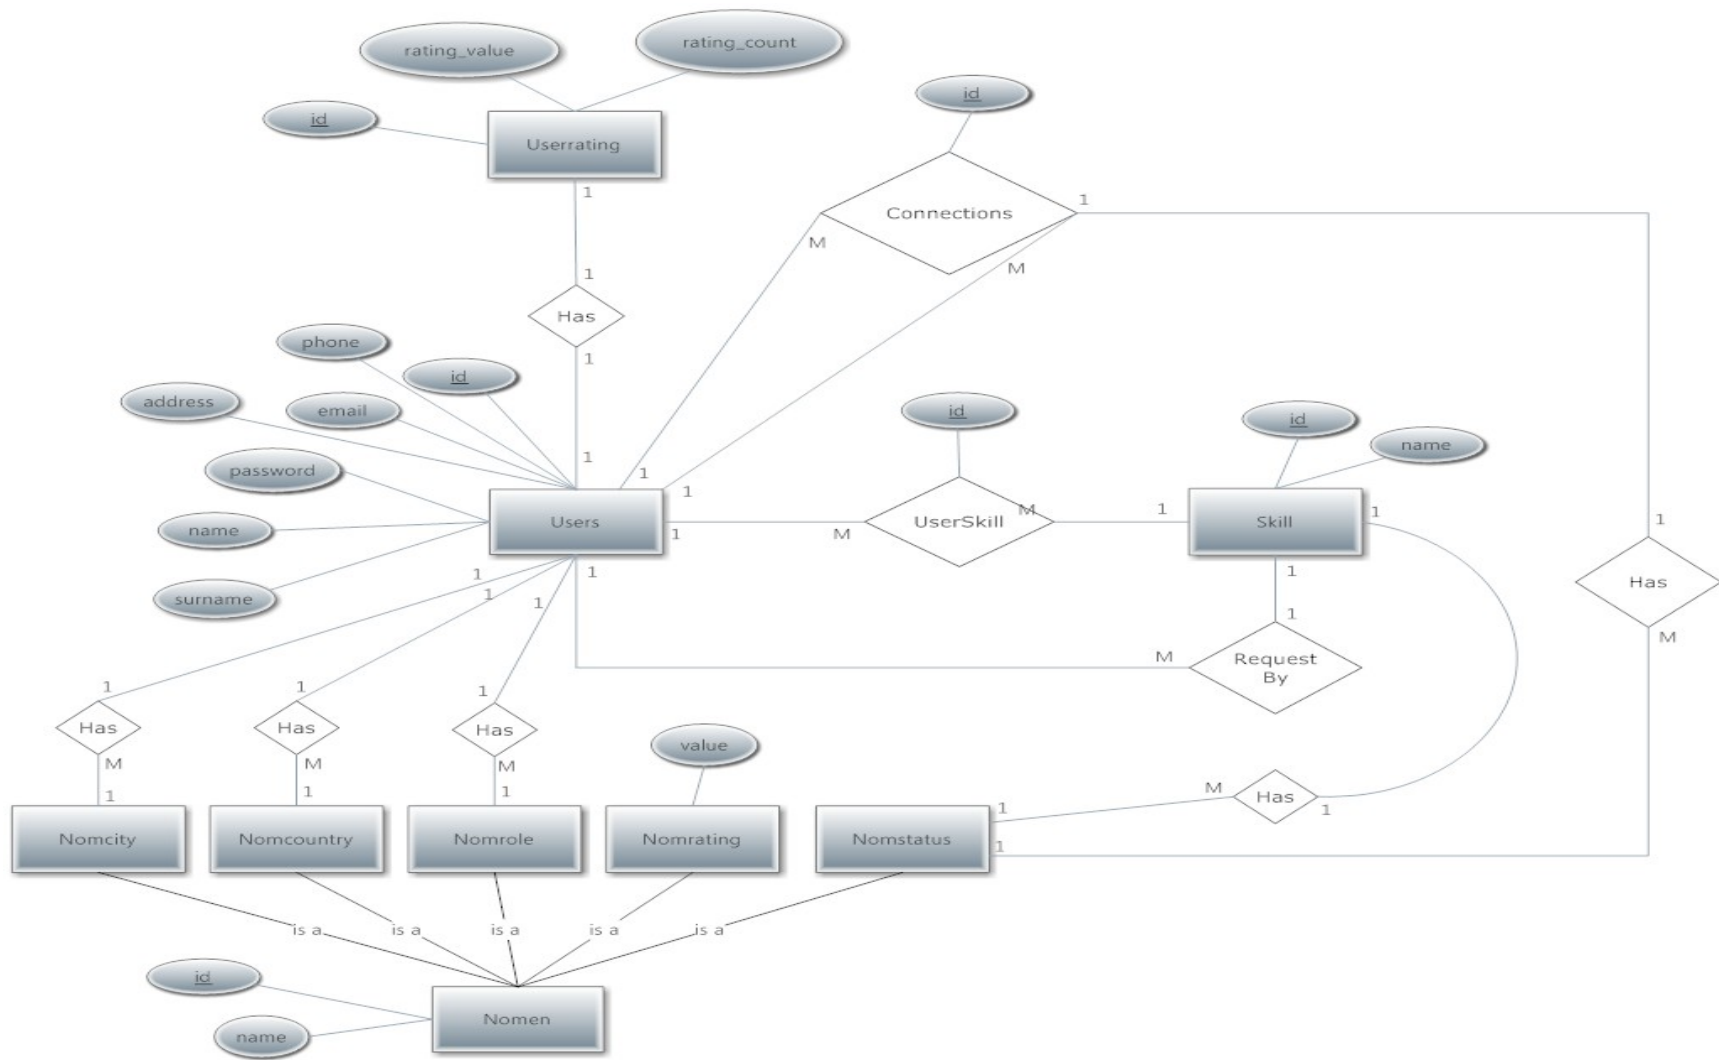 rating_value
rating_count
id
id
Userrating
1
Connections
1
M
M
1
Has
phone
1
id
address
email
id
id
name
password
1
1
1
name
Users
1
M
UserSkill
M
1
Skill
1
1
surname
1
1
1
1
1
Has
1
M
M
Request
By
1
1
1
Has
Has
Has
value
M
M
M
1
1
1
M
Has
1
1
Nomcity
Nomcountry
Nomrole
Nomrating
Nomstatus
1
is a
is a
is a
is a
is a
id
name
Nomen